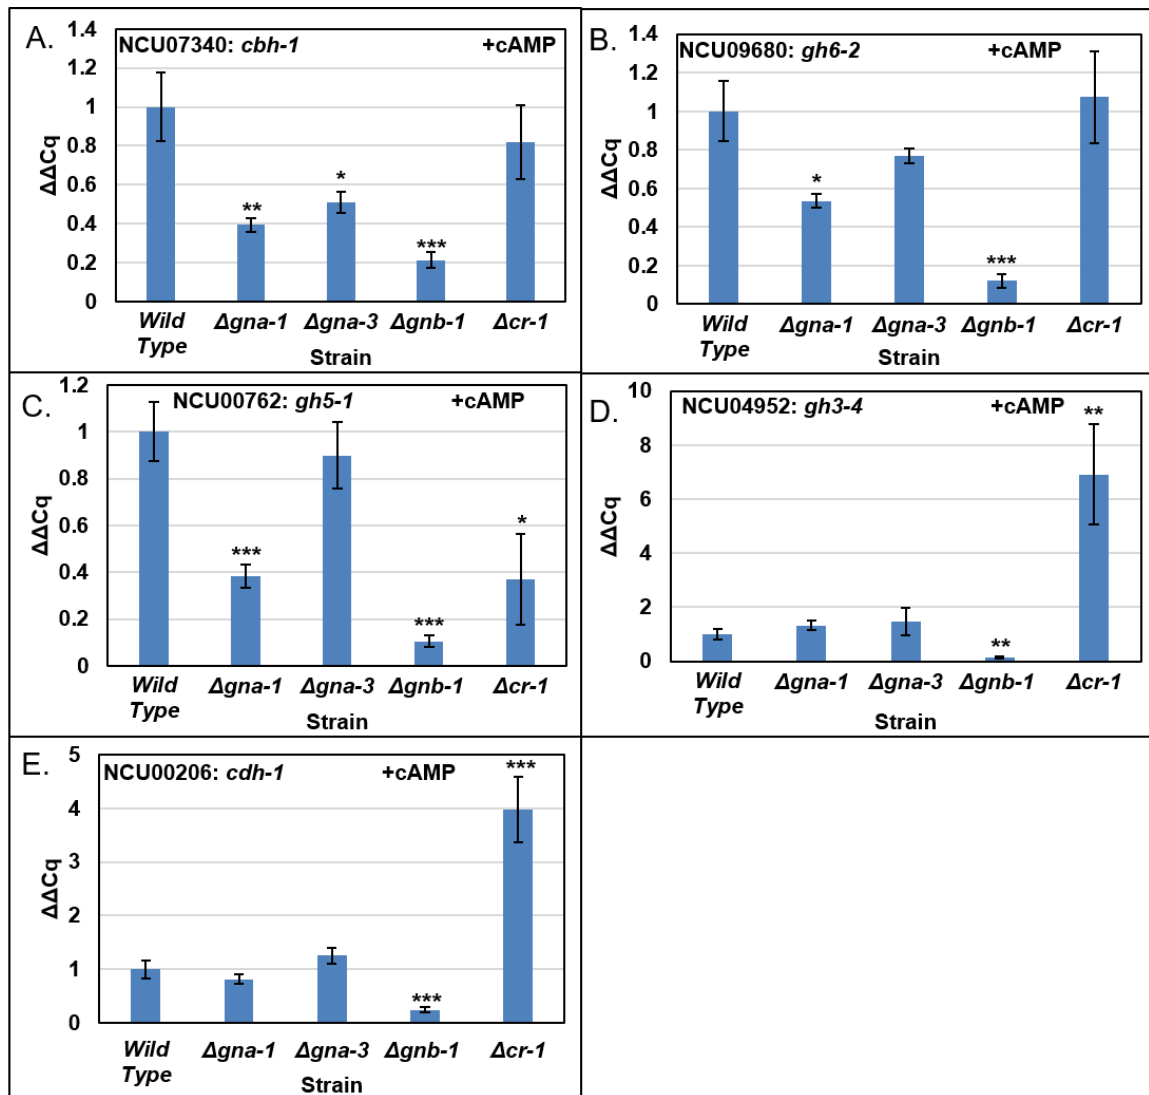 A.
NCU07340: cbh-1 +cAMP
1.4
1.2
1
0.8
0.6
0.4
0.2
0
ΔΔCq
**
*
***
Wild Type
Δgna-1
Δgna-3
Δgnb-1
Δcr-1
Strain
B.
NCU09680: gh6-2 +cAMP
1.4
1.2
1
0.8
0.6
0.4
0.2
0
ΔΔCq
*
***
Wild Type
Δgna-1
Δgna-3
Δgnb-1
Δcr-1
Strain
C.
NCU00762: gh5-1 +cAMP
1.2
1
0.8
0.6
0.4
0.2
0
ΔΔCq
***
***
*
Wild Type
Δgna-1
Δgna-3
Δgnb-1
Δcr-1
Strain
D.
NCU04952: gh3-4 +cAMP
10
8
6
4
2
0
ΔΔCq
**
**
Wild Type
Δgna-1
Δgna-3
Δgnb-1
Δcr-1
Strain
E.
NCU00206: cdh-1 +cAMP
5
4
3
2
1
0
ΔΔCq
***
***
Wild Type
Δgna-1
Δgna-3
Δgnb-1
Δcr-1
Strain